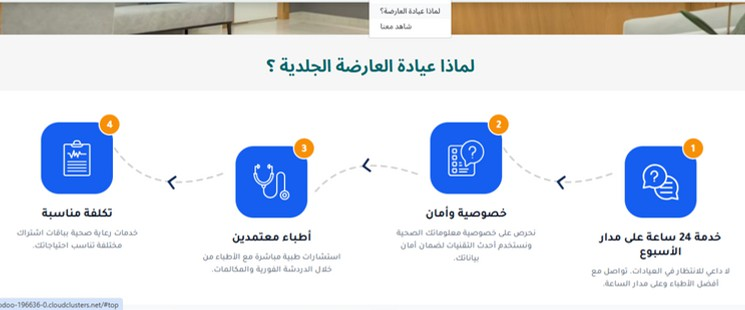 لماذا عيادة العارضة؟
شاهد معنا
لماذا عيادة العارضة الجلدية ؟
1
خدمة 24 ساعة على مدار
الأسبوع
لا داعي للانتظار في العيادات. تواصل مع
أفضل الأطباء وعلى مدار الساعة.
2
خصوصية وأمان
نحرص على خصوصية معلوماتك الصحية
ونستخدم أحدث التقنيات لضمان أمان
بياناتك.
3
أطباء معتمدين
استشارات طبية مباشرة مع الأطباء من
خلال الدردشة الفورية والمكالمات.
4
تكلفة مناسبة
خدمات رعاية صحية بباقات اشتراك
مختلفة تناسب احتياجاتك.
odoo-196636-0.cloudclusters.net/#top